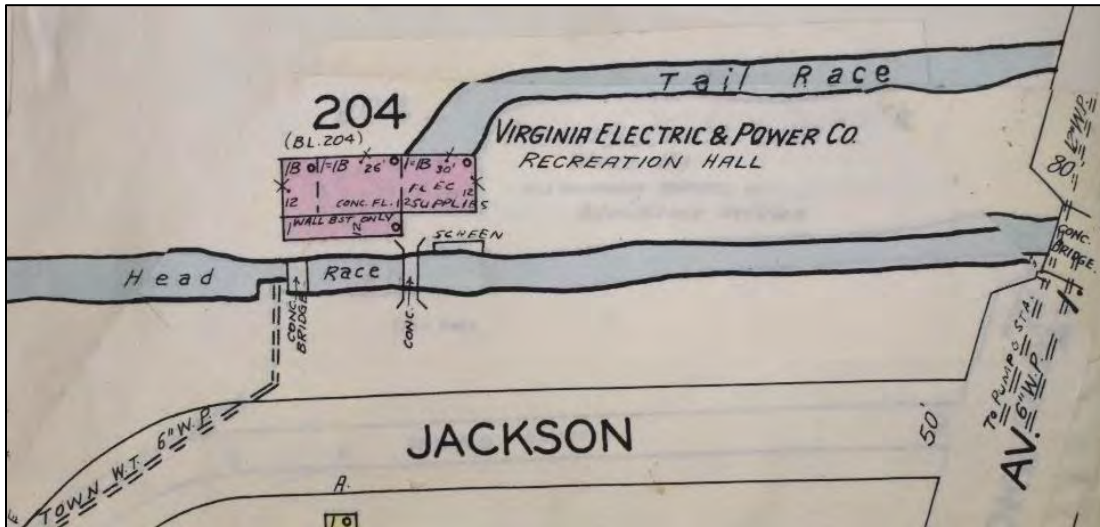 Tail Race
204
(BL.204)
VIRGINIA ELECTRIC & POWER CO.
RECREATION HALL
1B 1=1B 26' 1=1B 30'
12 CONC. FL. 12
SUPPLIES
1 WALL BST ONLY
12
SCREEN
Head Race
CONC. BRIDGE
CONC.
80'
12" W.P.
CONC.
BRIDGE
TO PUMP'G STA.
6" W.P.
AV.
50'
JACKSON
TOWN W.T. 6" W.P.
A.
1